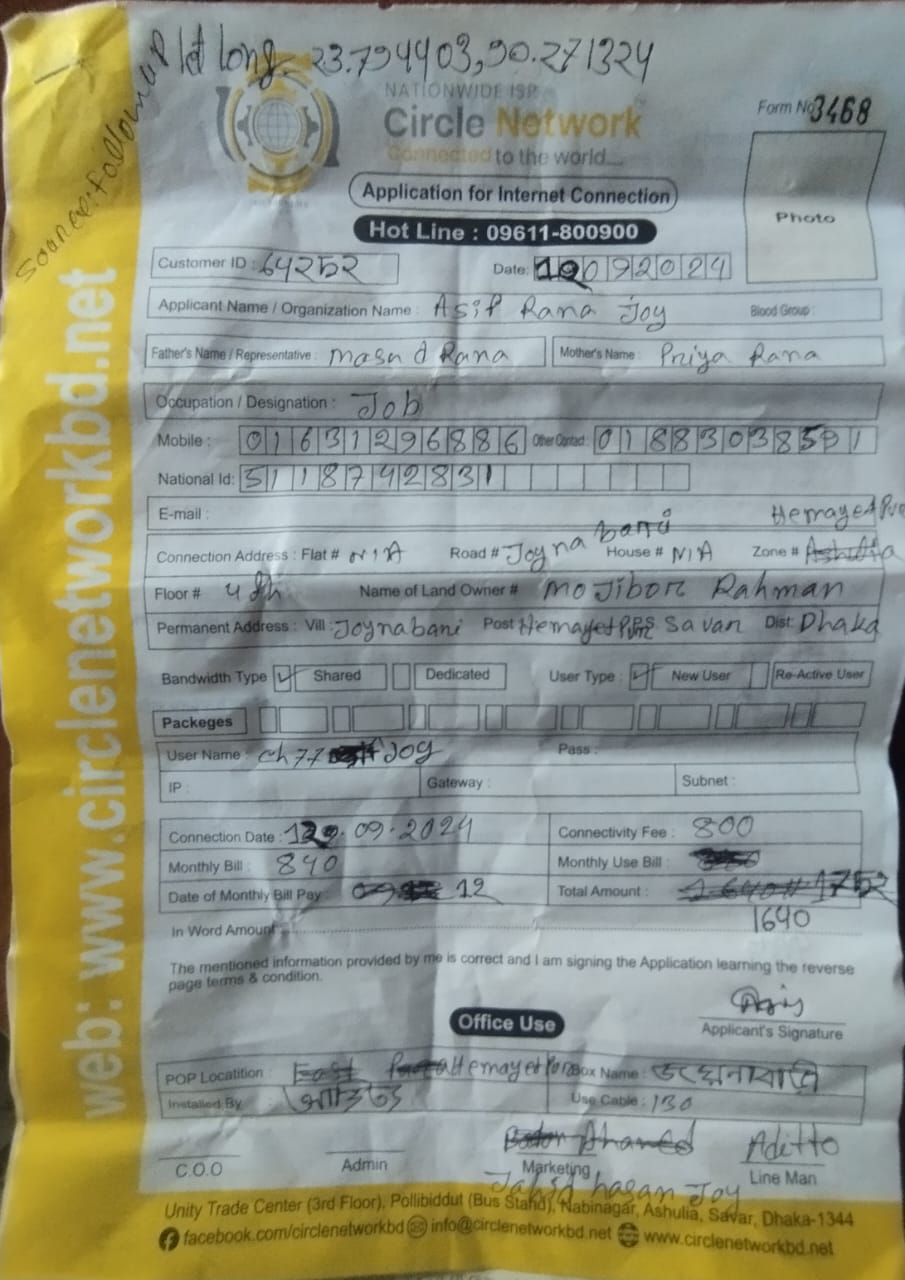 lat long. 23.794403,90.271324
Source: Follow up
NATIONWIDE ISP
Circle Network
Connected to the world...
Form No 3468
Application for Internet Connection
Photo
Hot Line : 09611-800900
Customer ID : 64252 Date: 092024
Applicant Name / Organization Name : Asif Rana Joy Blood Group :
Father's Name / Representative : Masud Rana Mother's Name : Priya Rana
Occupation / Designation : Job
Mobile : 01631296886 Other Contact : 018830385
National Id: 5118742831
E-mail :
Hemayetpur
Connection Address : Flat # N/A Road # Joynabari House # N/A Zone #
Floor # 4th Name of Land Owner # Mojibor Rahman
Permanent Address : Vill : Joynabari Post Hemayetpur P.S Savar Dist: Dhaka
Bandwidth Type Shared Dedicated User Type : New User Re-Active User
Packeges
User Name : Joy Pass :
IP : Gateway : Subnet :
Connection Date : 09.2024 Connectivity Fee : 800
Monthly Bill : 840 Monthly Use Bill :
Date of Monthly Bill Pay : 12 Total Amount : 1752
In Word Amount 1640
The mentioned information provided by me is correct and I am signing the Application learning the reverse
page terms & condition.
Applicant's Signature
Office Use
POP Locatition : Hemayetpur Box Name : জয়নাবাড়ি
Installed By Use Cable : 130
Aditto
C.O.O Admin Marketing Line Man
Jahid hasan Joy
Unity Trade Center (3rd Floor), Pollibiddut (Bus Stand), Nabinagar, Ashulia, Savar, Dhaka-1344
facebook.com/circlenetworkbd info@circlenetworkbd.net www.circlenetworkbd.net
web: www.circlenetworkbd.net